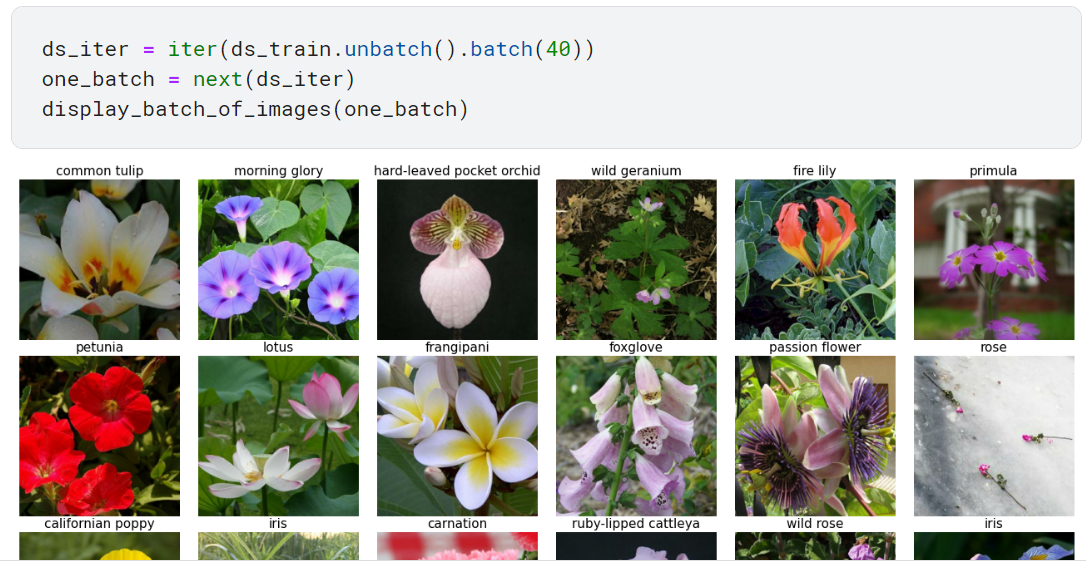 ds_iter = iter(ds_train.unbatch().batch(40))
one_batch = next(ds_iter)
display_batch_of_images(one_batch)
common tulip morning glory hard-leaved pocket orchid wild geranium fire lily primula
petunia lotus frangipani foxglove passion flower rose
californian poppy iris carnation ruby-lipped cattleya wild rose iris